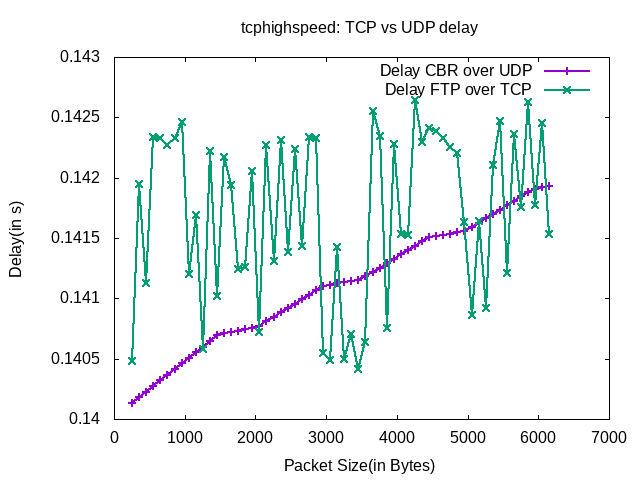 tcphighspeed: TCP vs UDP delay
0.143
0.1425
0.142
0.1415
0.141
0.1405
0.14
Delay(in s)
Delay CBR over UDP
Delay FTP over TCP
0 1000 2000 3000 4000 5000 6000 7000
Packet Size(in Bytes)